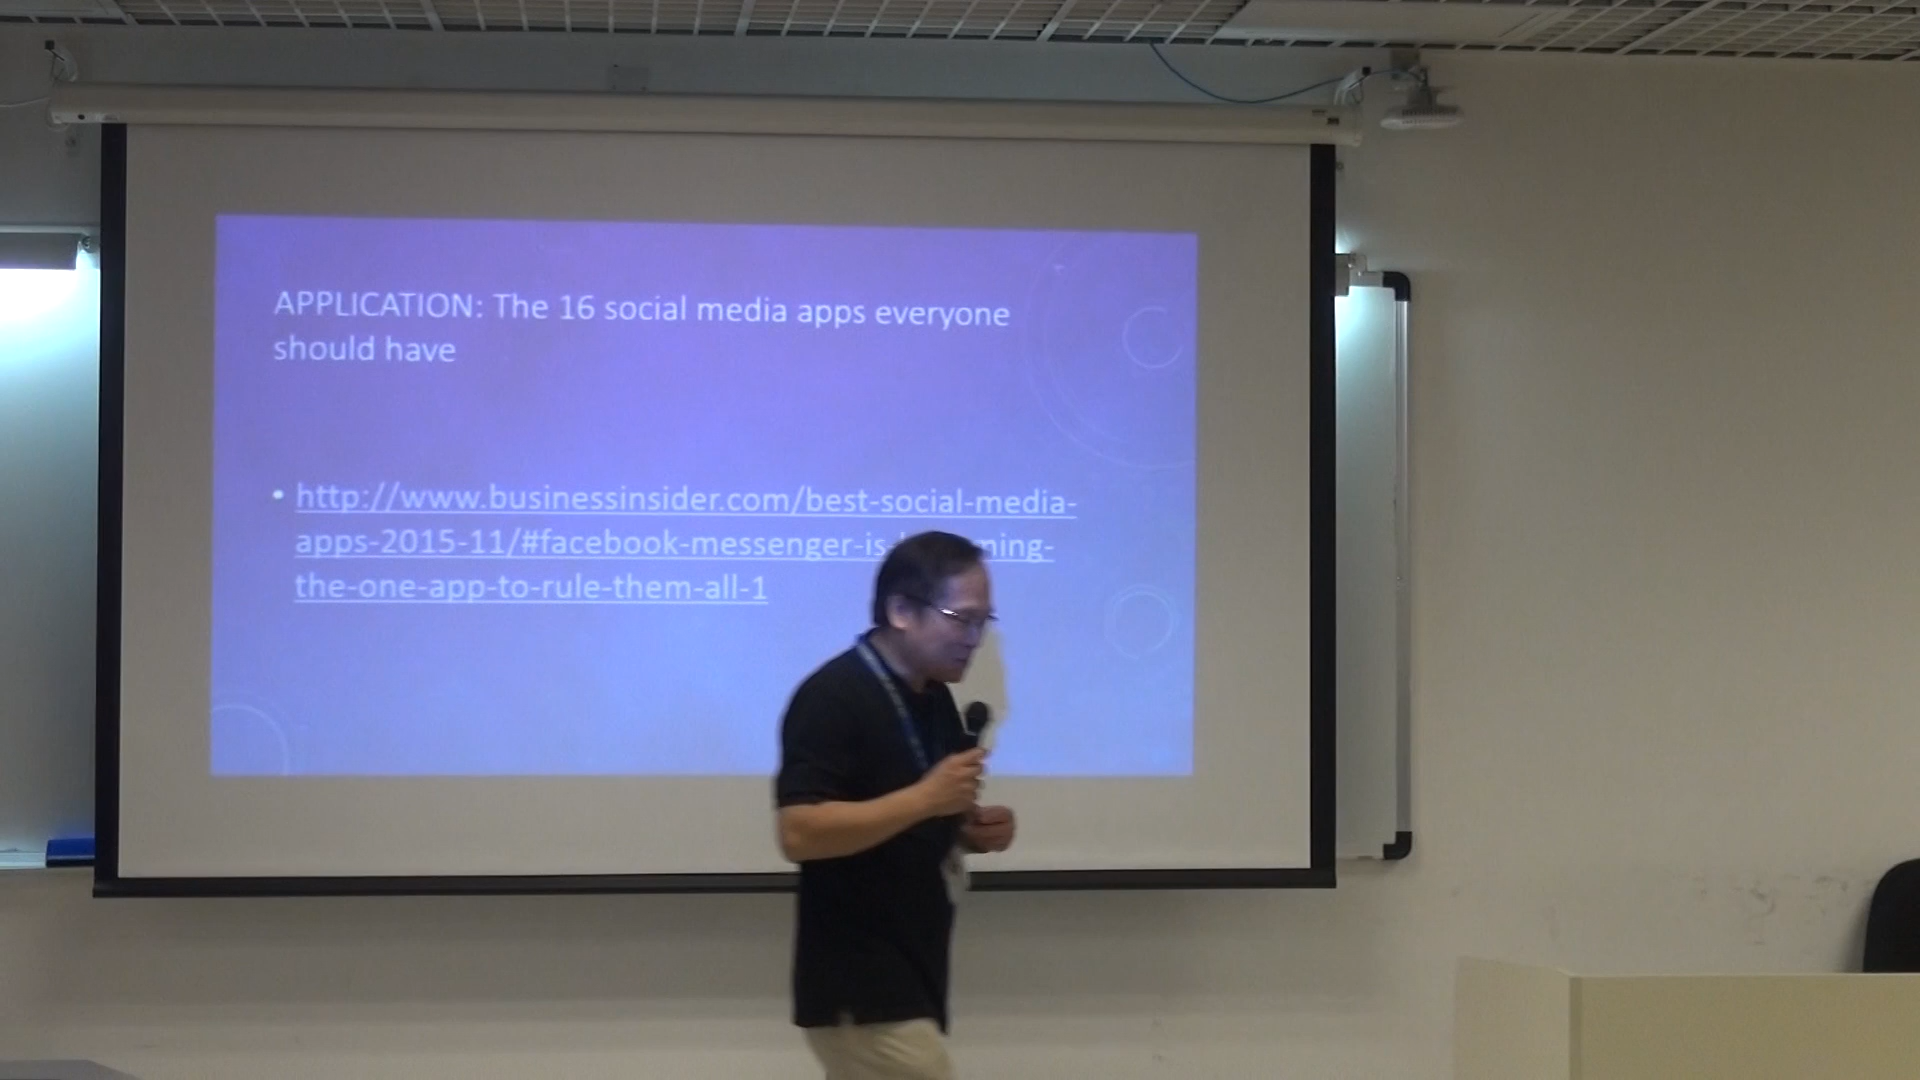 APPLICATION: The 16 social media apps everyone
should have
• http://www.businessinsider.com/best-social-media-
apps-2015-11/#facebook-messenger-is-
the-one-app-to-rule-them-all-1